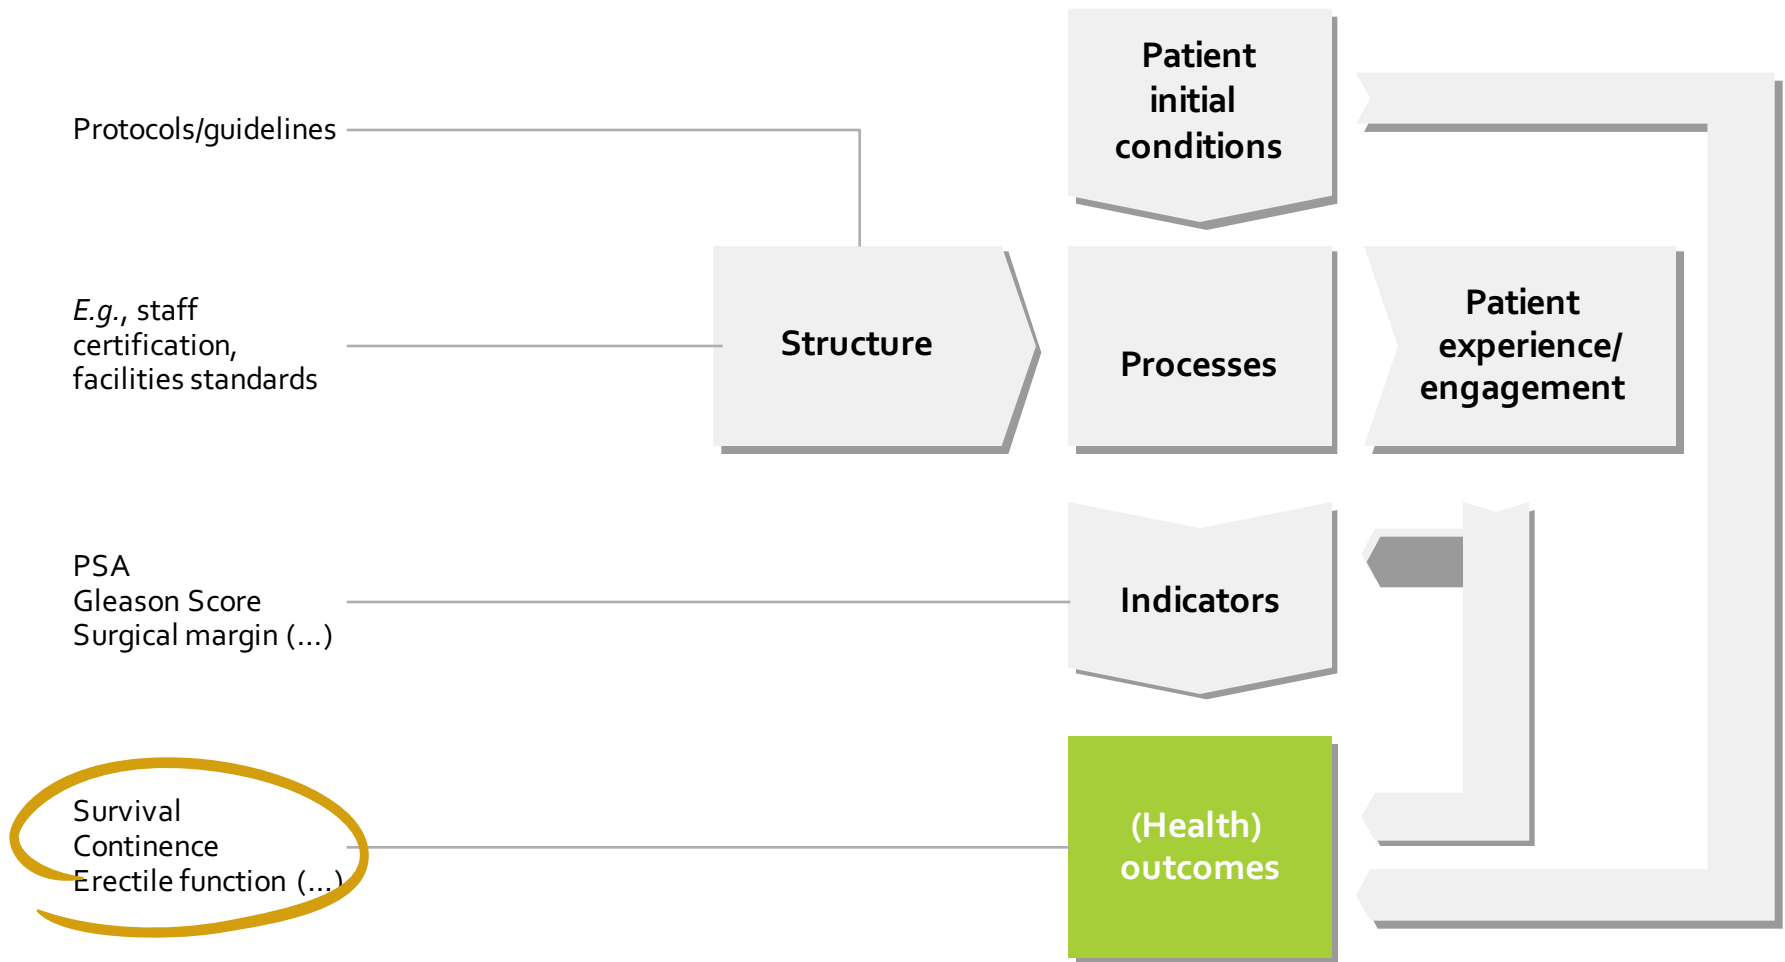 Patient
initial
conditions
Protocols/guidelines
E.g., staff
certification,
facilities standards
Structure
Processes
Patient
experience/
engagement
PSA
Gleason Score
Surgical margin (...)
Indicators
Survival
Continence
Erectile function (...)
(Health)
outcomes